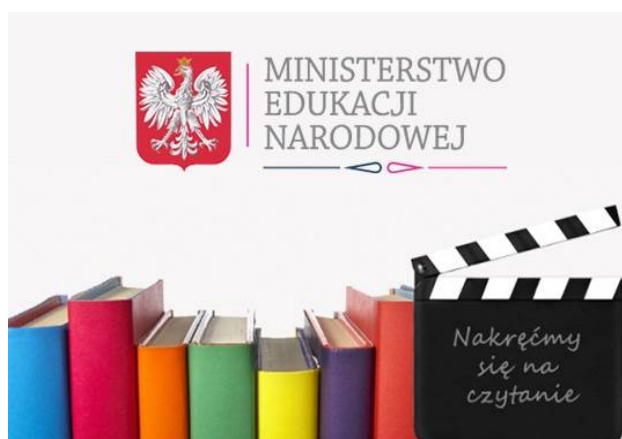 MINISTERSTWO
EDUKACJI
NARODOWEJ
Nakręćmy
się na
czytanie